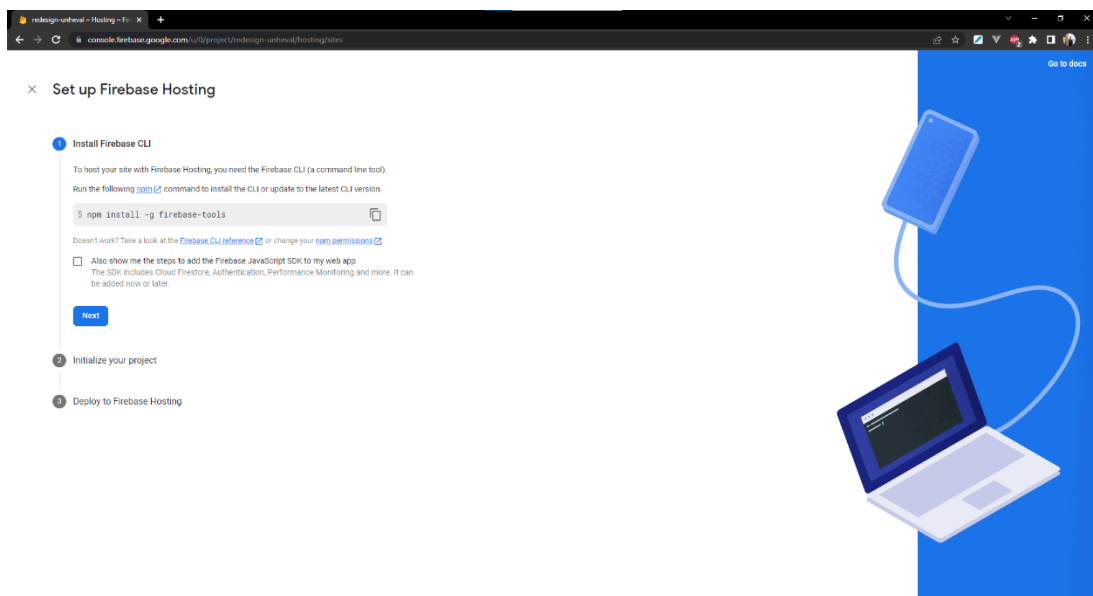 redesign-unheval – Hosting – Fir
console.firebase.google.com/u/0/project/redesign-unheval/hosting/sites
Go to docs
Set up Firebase Hosting
1 Install Firebase CLI
To host your site with Firebase Hosting, you need the Firebase CLI (a command line tool).
Run the following npm command to install the CLI or update to the latest CLI version.
$ npm install -g firebase-tools
Doesn't work? Take a look at the Firebase CLI reference or change your npm permissions
Also show me the steps to add the Firebase JavaScript SDK to my web app
The SDK includes Cloud Firestore, Authentication, Performance Monitoring and more. It can
be added now or later.
Next
2 Initialize your project
3 Deploy to Firebase Hosting